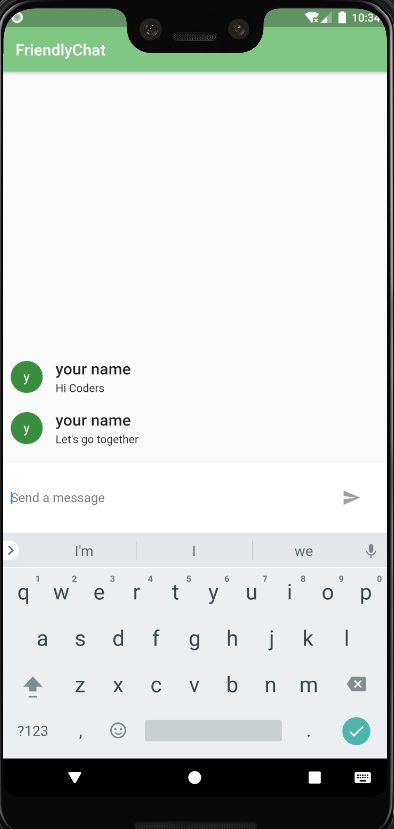 10:34
FriendlyChat
y
your name
Hi Coders
y
your name
Let's go together
Send a message
I'm I we
1 2 3 4 5 6 7 8 9 0
q w e r t y u i o p
a s d f g h j k l
z x c v b n m
?123 , .